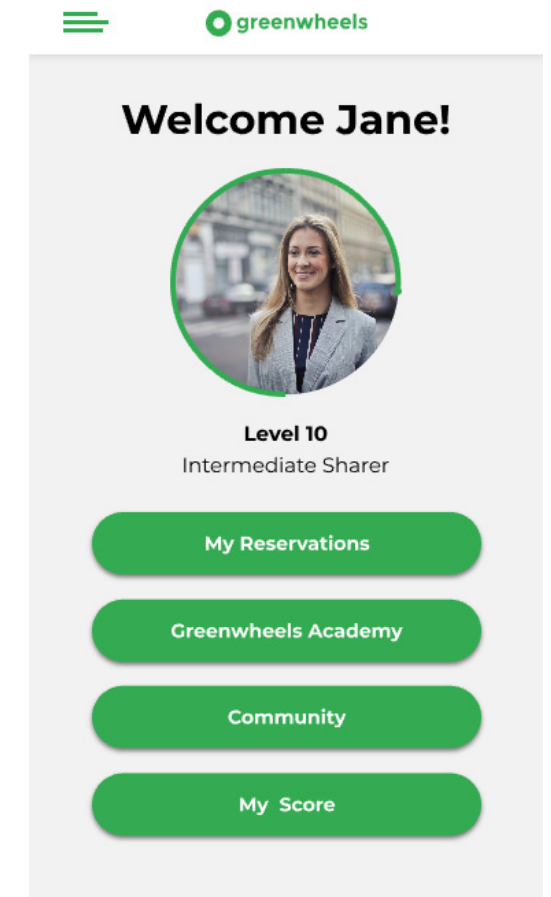 greenwheels
Welcome Jane!
Level 10
Intermediate Sharer
My Reservations
Greenwheels Academy
Community
My Score